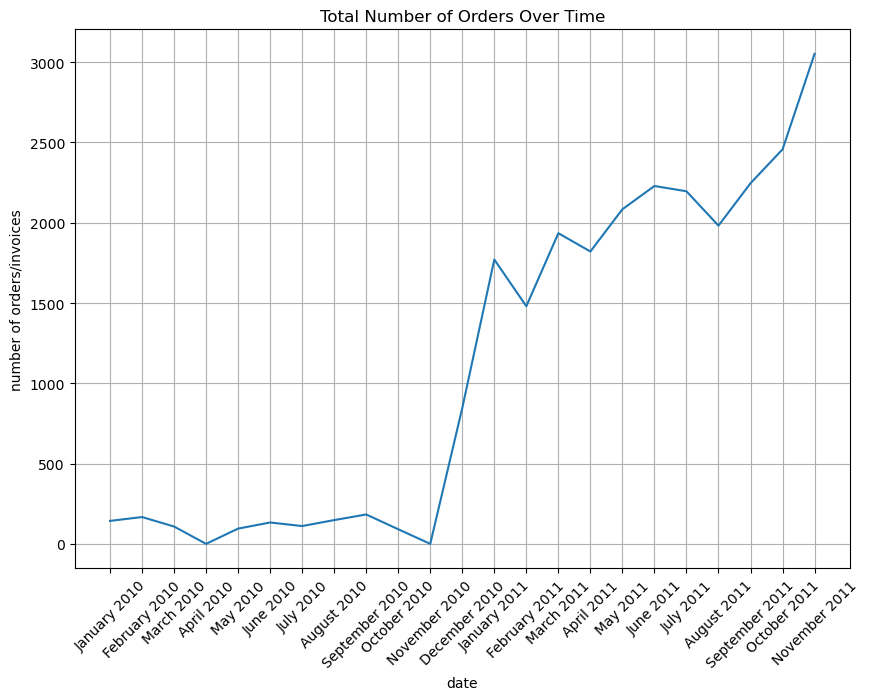 Total Number of Orders Over Time
3000
2500
2000
1500
1000
500
0
number of orders/invoices
January 2010
February 2010
March 2010
April 2010
May 2010
June 2010
July 2010
August 2010
September 2010
October 2010
November 2010
December 2010
January 2011
February 2011
March 2011
April 2011
May 2011
June 2011
July 2011
August 2011
September 2011
October 2011
November 2011
date